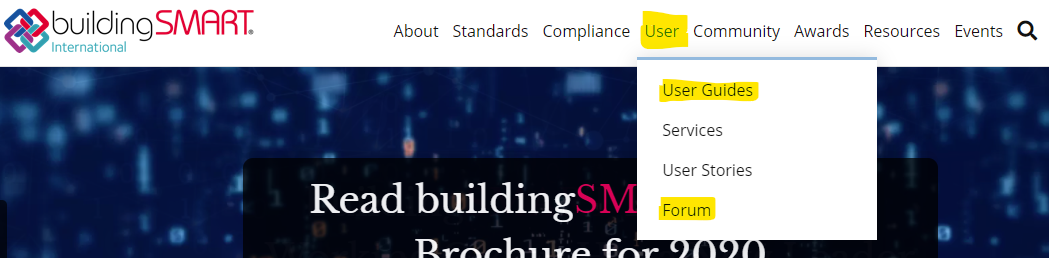 buildingSMART®
International
About Standards Compliance User Community Awards Resources Events
User Guides
Services
User Stories
Forum
Read buildingSM
Brochure for 2020